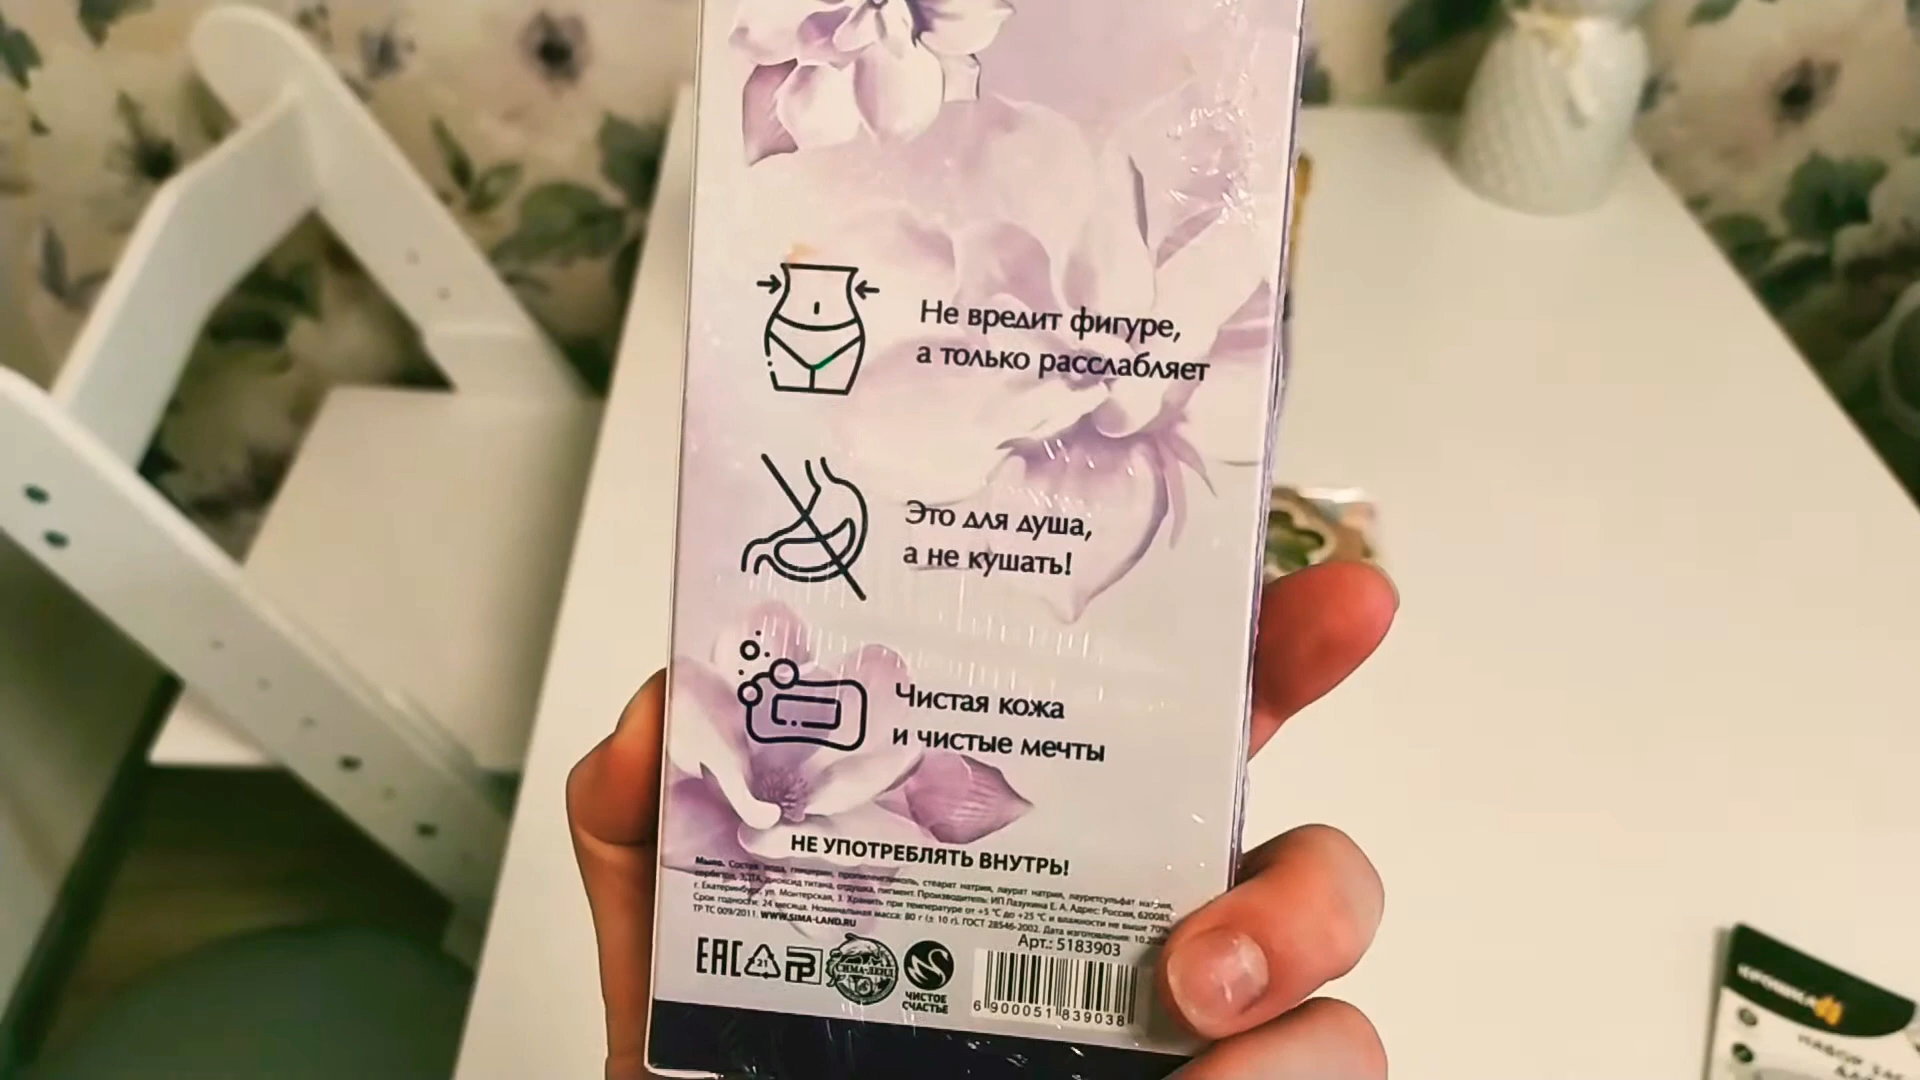 Не вредит фигуре,
а только расслабляет
Это для душа,
а не кушать!
Чистая кожа
и чистые мечты
НЕ УПОТРЕБЛЯТЬ ВНУТРЬ!
Мыло. Состав: вода, глицерин, пропиленгликоль, стеарат натрия, лаурат натрия, лауретсульфат натрия,
сорбитол, ЭДТА, диоксид титана, отдушка, пигмент. Производитель: ИП Лазукина Е. А. Адрес: Россия, 620085,
г. Екатеринбург, ул. Монтерская, 3. Хранить при температуре от +5 °С до +25 °С и влажности не выше 70%.
Срок годности: 24 месяца. Номинальная масса: 80 г (± 10 г). ГОСТ 28546-2002. Дата изготовления: 10.20
ТР ТС 009/2011. WWW.SIMA-LAND.RU
Арт.: 5183903
EAC
21
СИМА-ЛЕНД
ЧИСТОЕ
СЧАСТЬЕ
6 900051 839038
КРОШКА
НАБОР